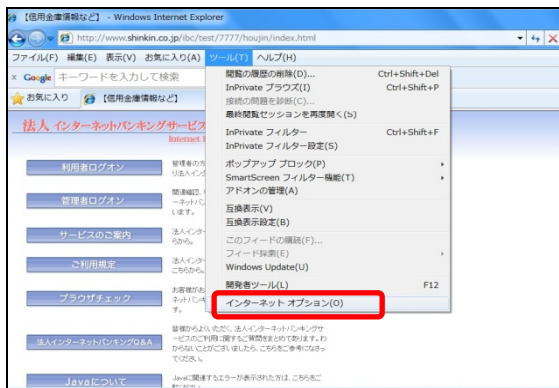 【信用金庫情報など】 - Windows Internet Explorer
http://www.shinkin.co.jp/ibc/test/7777/houjin/index.html
ファイル(F) 編集(E) 表示(V) お気に入り(A) ツール(T) ヘルプ(H)
× Google キーワードを入力して検索
お気に入り 【信用金庫情報など】
法人 インターネットバンキングサービス
Internet
閲覧の履歴の削除(D)... Ctrl+Shift+Del
InPrivate ブラウズ(I) Ctrl+Shift+P
接続の問題を診断(C)...
最終閲覧セッションを再度開く(S)
InPrivate フィルター Ctrl+Shift+F
InPrivate フィルター設定(S)
ポップアップ ブロック(P)
SmartScreen フィルター機能(T)
アドオンの管理(A)
互換表示(V)
互換表示設定(B)
このフィードの購読(F)...
フィード探索(E)
Windows Update(U)
開発者ツール(L) F12
インターネット オプション(O)
利用者ログオン
管理者ログオン
サービスのご案内
ご利用規定
ブラウザチェック
法人インターネットバンキングQ&A
皆様からよくいただく、法人インターネットバンキングサ
ービスのご利用に関するご質問をまとめております。わ
からないことがございましたら、こちらをご参考になさっ
てください。
Javaについて
Javaに関連するエラーが表示された方は、こちらをご